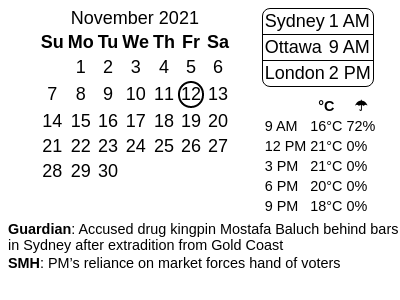 November 2021
Su Mo Tu We Th Fr Sa
1 2 3 4 5 6
7 8 9 10 11 12 13
14 15 16 17 18 19 20
21 22 23 24 25 26 27
28 29 30
Sydney 1 AM
Ottawa 9 AM
London 2 PM
°C ☂
9 AM 16°C 72%
12 PM 21°C 0%
3 PM 21°C 0%
6 PM 20°C 0%
9 PM 18°C 0%
Guardian: Accused drug kingpin Mostafa Baluch behind bars
in Sydney after extradition from Gold Coast
SMH: PM’s reliance on market forces hand of voters